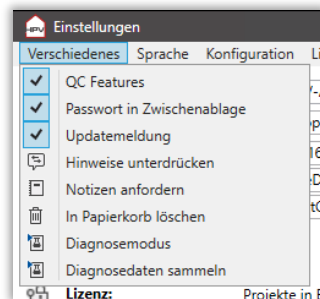 HPV Einstellungen
Verschiedenes Sprache Konfiguration
QC Features
Passwort in Zwischenablage
Updatemeldung
Hinweise unterdrücken
Notizen anfordern
In Papierkorb löschen
Diagnosemodus
Diagnosedaten sammeln
Lizenz: Projekte in